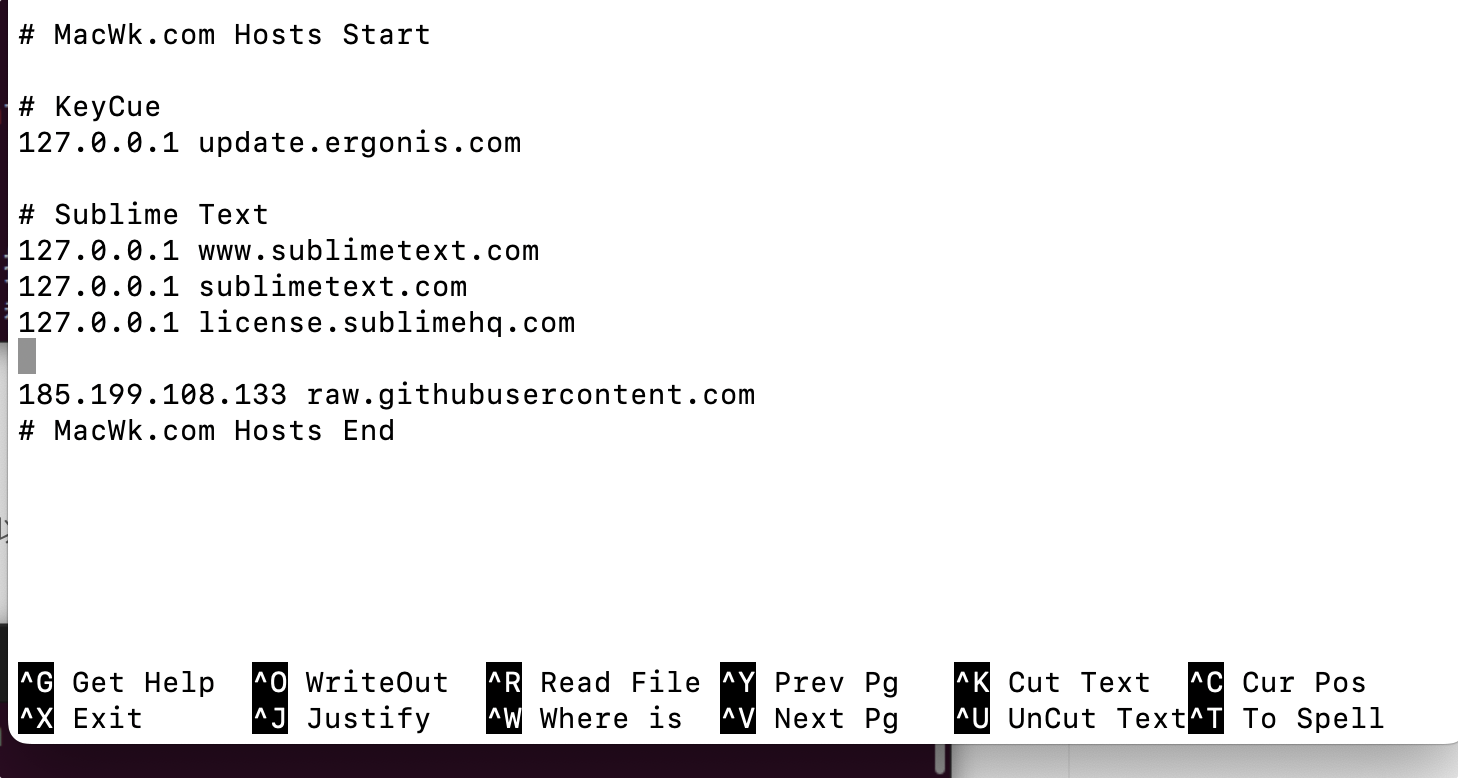 # MacWk.com Hosts Start
# KeyCue
127.0.0.1 update.ergonis.com
# Sublime Text
127.0.0.1 www.sublimetext.com
127.0.0.1 sublimetext.com
127.0.0.1 license.sublimehq.com
185.199.108.133 raw.githubusercontent.com
# MacWk.com Hosts End
^G Get Help ^O WriteOut ^R Read File ^Y Prev Pg ^K Cut Text ^C Cur Pos
^X Exit ^J Justify ^W Where is ^V Next Pg ^U UnCut Text^T To Spell